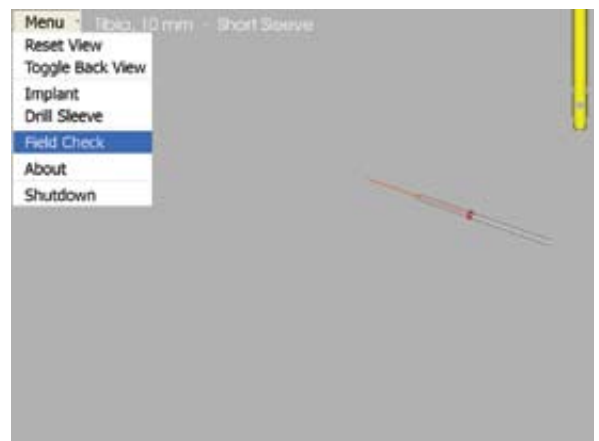 Menu Tibia, 10 mm - Short Sleeve
Reset View
Toggle Back View
Implant
Drill Sleeve
Field Check
About
Shutdown